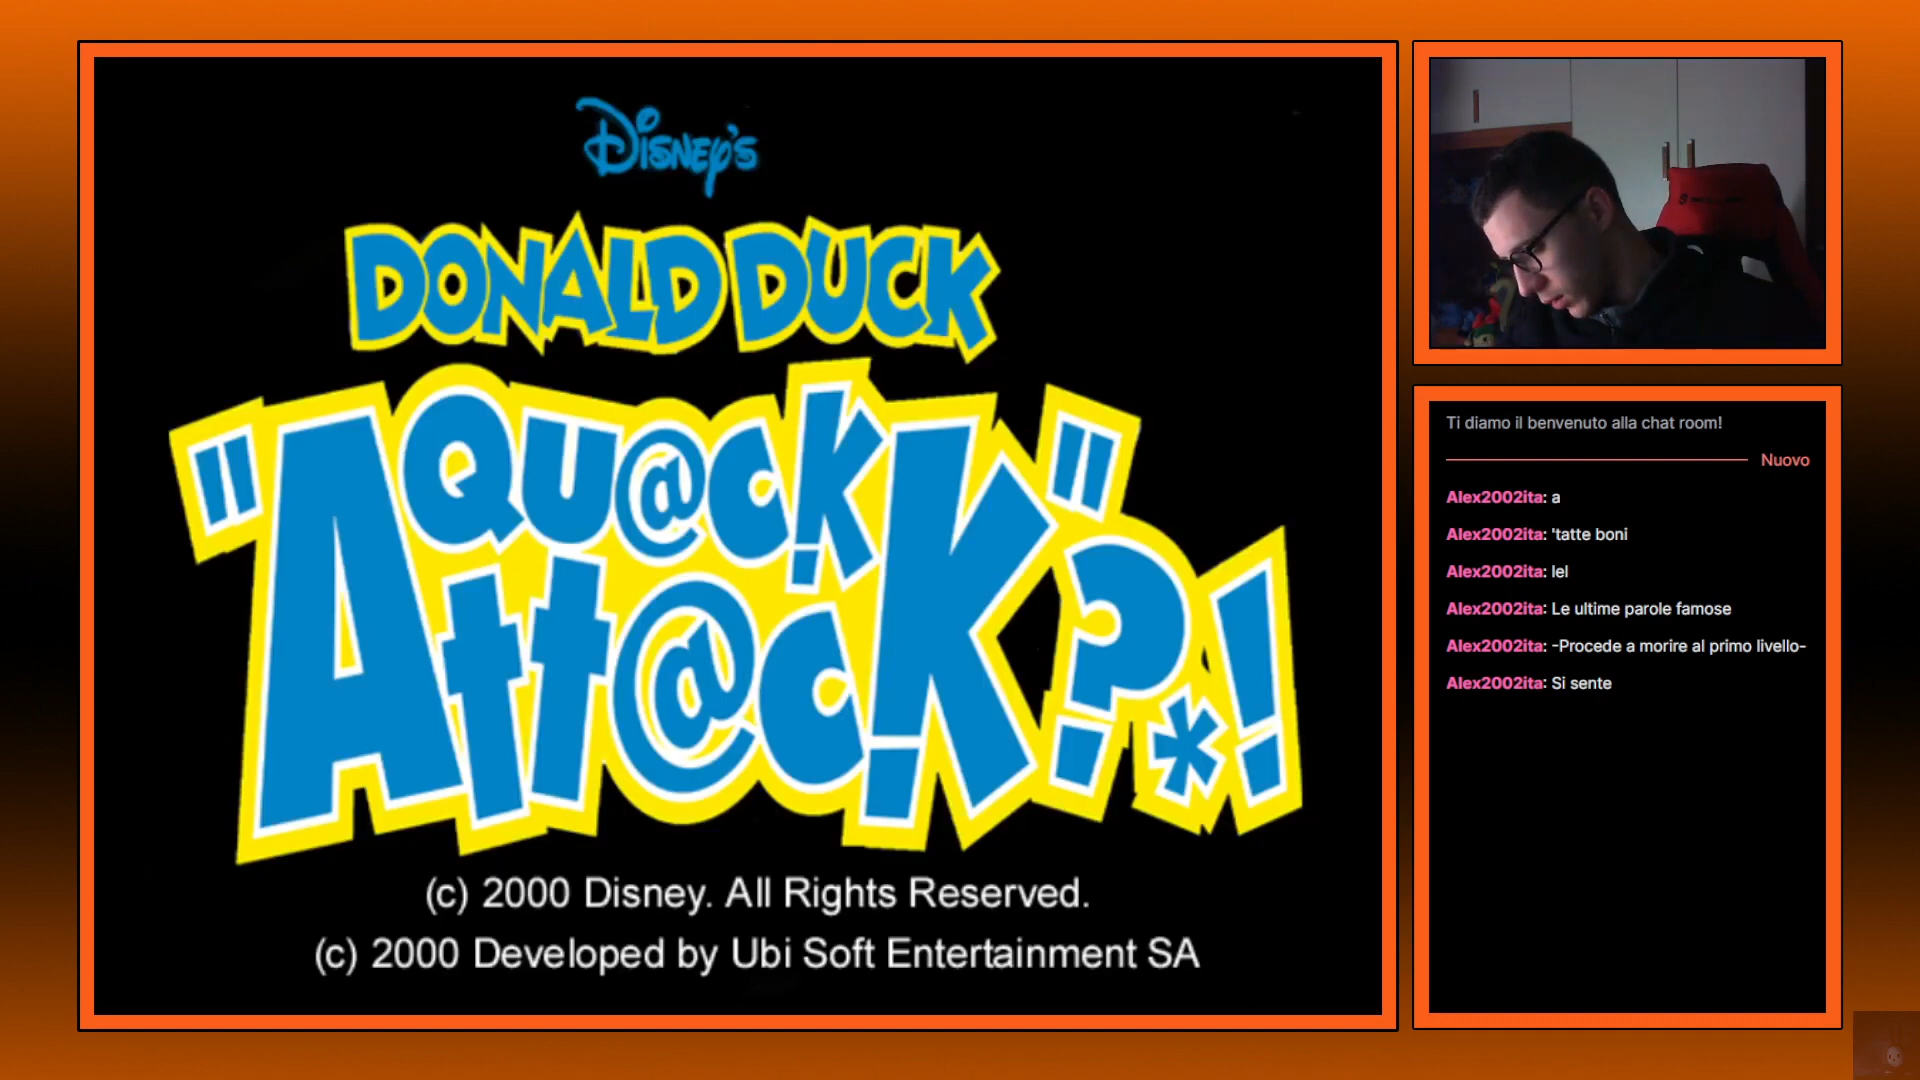 Disney's
DONALD DUCK
"QU@cK
Att@cK"?*!
(c) 2000 Disney. All Rights Reserved.
(c) 2000 Developed by Ubi Soft Entertainment SA
Ti diamo il benvenuto alla chat room!
Nuovo
Alex2002ita: a
Alex2002ita: 'tatte boni
Alex2002ita: lel
Alex2002ita: Le ultime parole famose
Alex2002ita: -Procede a morire al primo livello-
Alex2002ita: Si sente